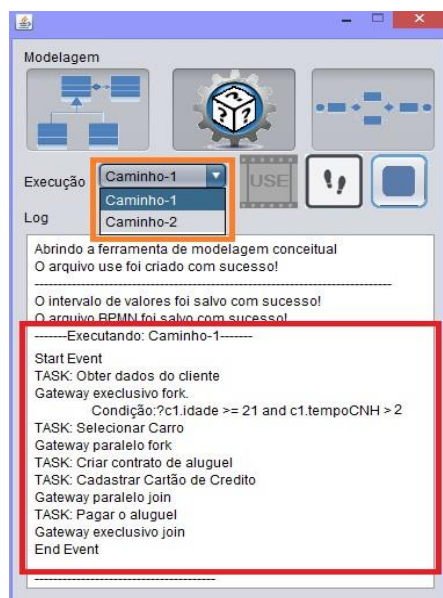 Modelagem
Execução
Caminho-1
USE
Caminho-1
Caminho-2
Log
Abrindo a ferramenta de modelagem conceitual
O arquivo use foi criado com sucesso!
----------------------------------------
O intervalo de valores foi salvo com sucesso!
O arquivo BPMN foi salvo com sucesso!
-------Executando: Caminho-1-------
Start Event
TASK: Obter dados do cliente
Gateway execlusivo fork.
Condição:?c1.idade >= 21 and c1.tempoCNH > 2
TASK: Selecionar Carro
Gateway paralelo fork
TASK: Criar contrato de aluguel
TASK: Cadastrar Cartão de Credito
Gateway paralelo join
TASK: Pagar o aluguel
Gateway execlusivo join
End Event
----------------------------------------